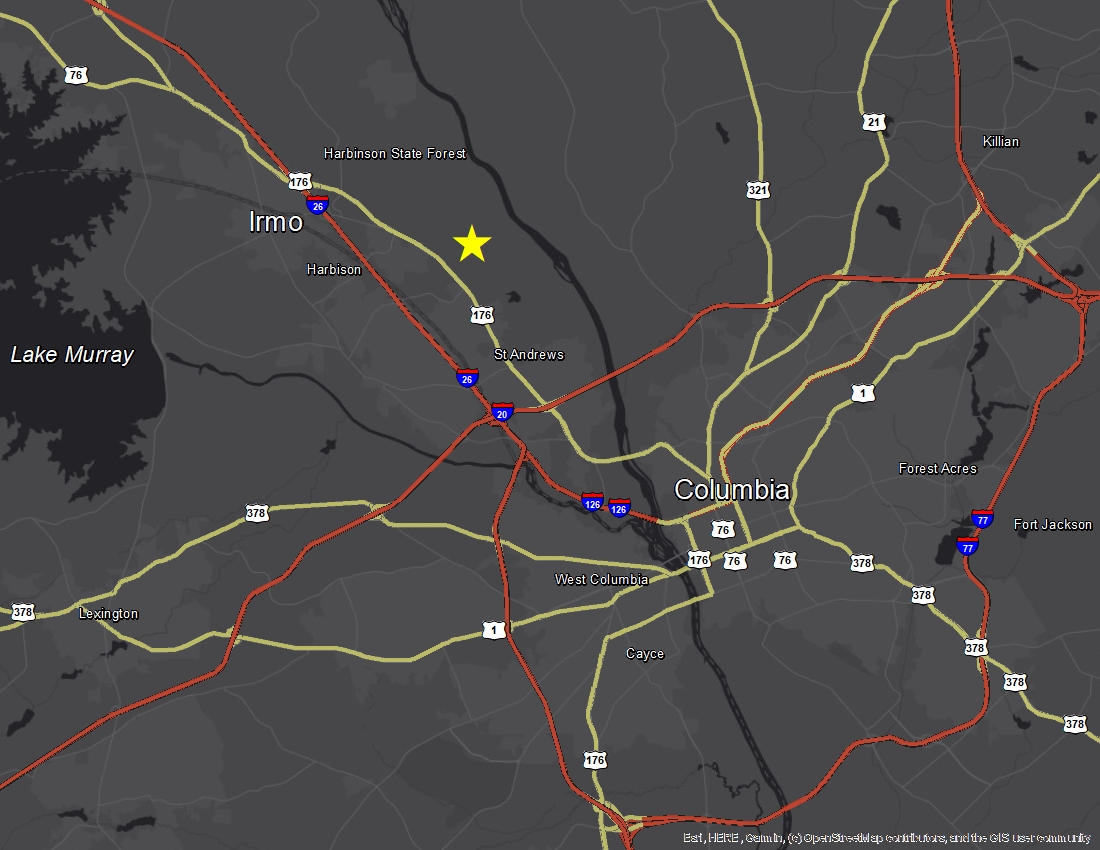 76
21
Killian
Harbinson State Forest
176
321
26
Irmo
Harbison
176
St Andrews
Lake Murray
26
1
20
Forest Acres
Columbia
126
126
378
77
Fort Jackson
76
77
176
76
76
378
West Columbia
378
378
Lexington
1
378
Cayce
378
378
176
Esri, HERE, Garmin, (c) OpenStreetMap contributors, and the GIS user community